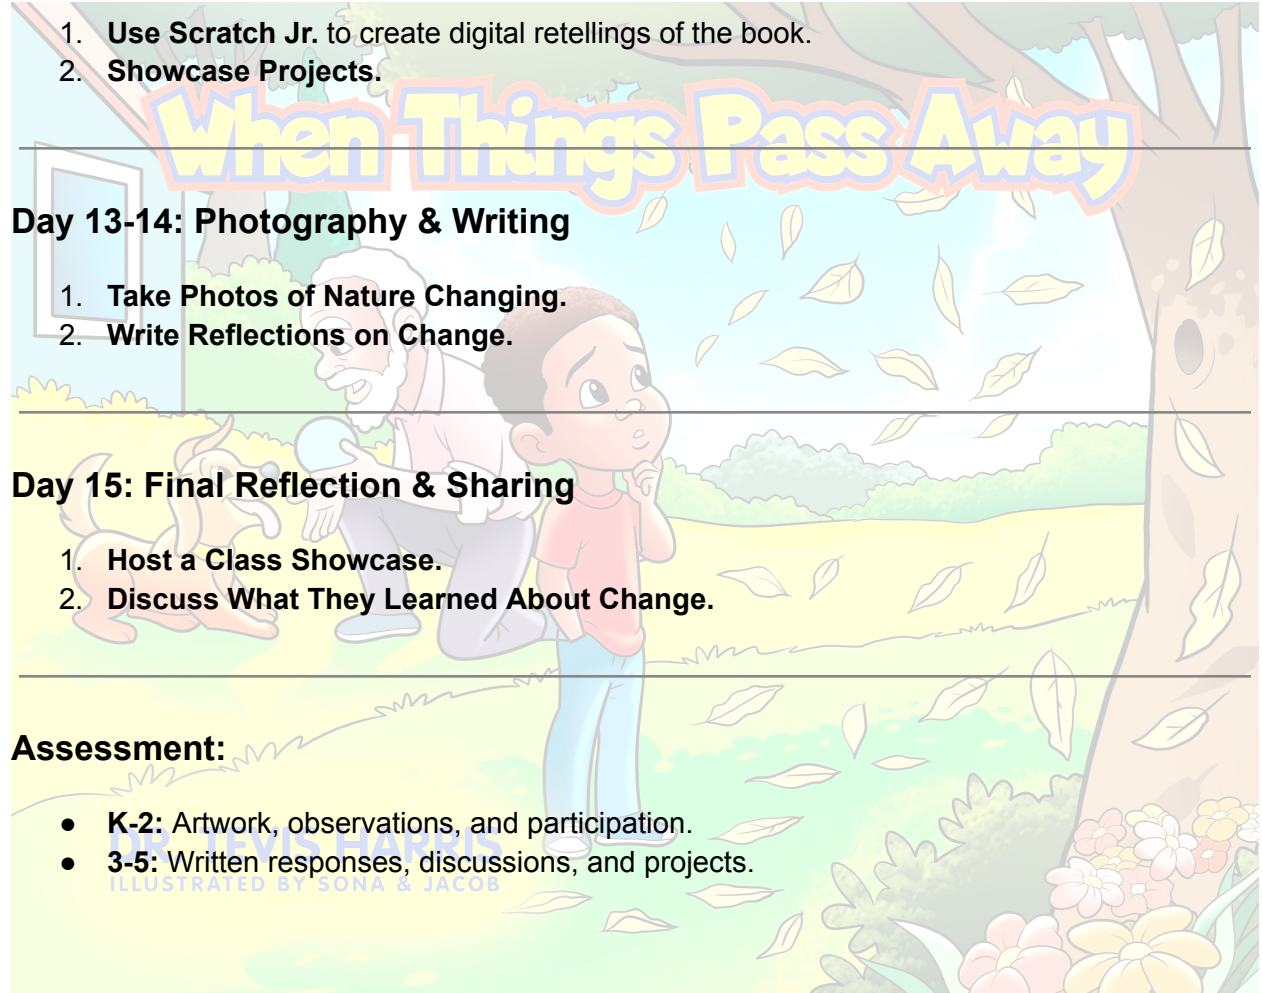 1. Use Scratch Jr. to create digital retellings of the book.
2. Showcase Projects.
When Things Pass Away
Day 13-14: Photography & Writing
1. Take Photos of Nature Changing.
2. Write Reflections on Change.
Day 15: Final Reflection & Sharing
1. Host a Class Showcase.
2. Discuss What They Learned About Change.
Assessment:
● K-2: Artwork, observations, and participation.
DR. TEVIS HARRIS
● 3-5: Written responses, discussions, and projects.
ILLUSTRATED BY SONA & JACOB